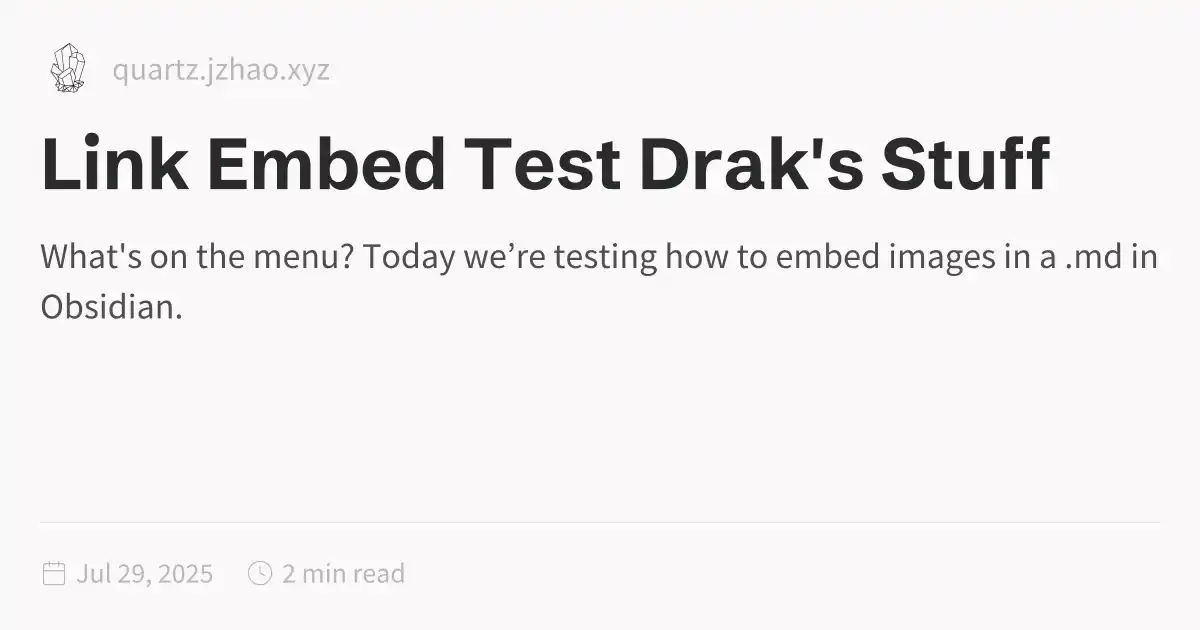 quartz.jzhao.xyz
Link Embed Test Drak's Stuff
What's on the menu? Today we’re testing how to embed images in a .md in
Obsidian.
Jul 29, 2025 2 min read